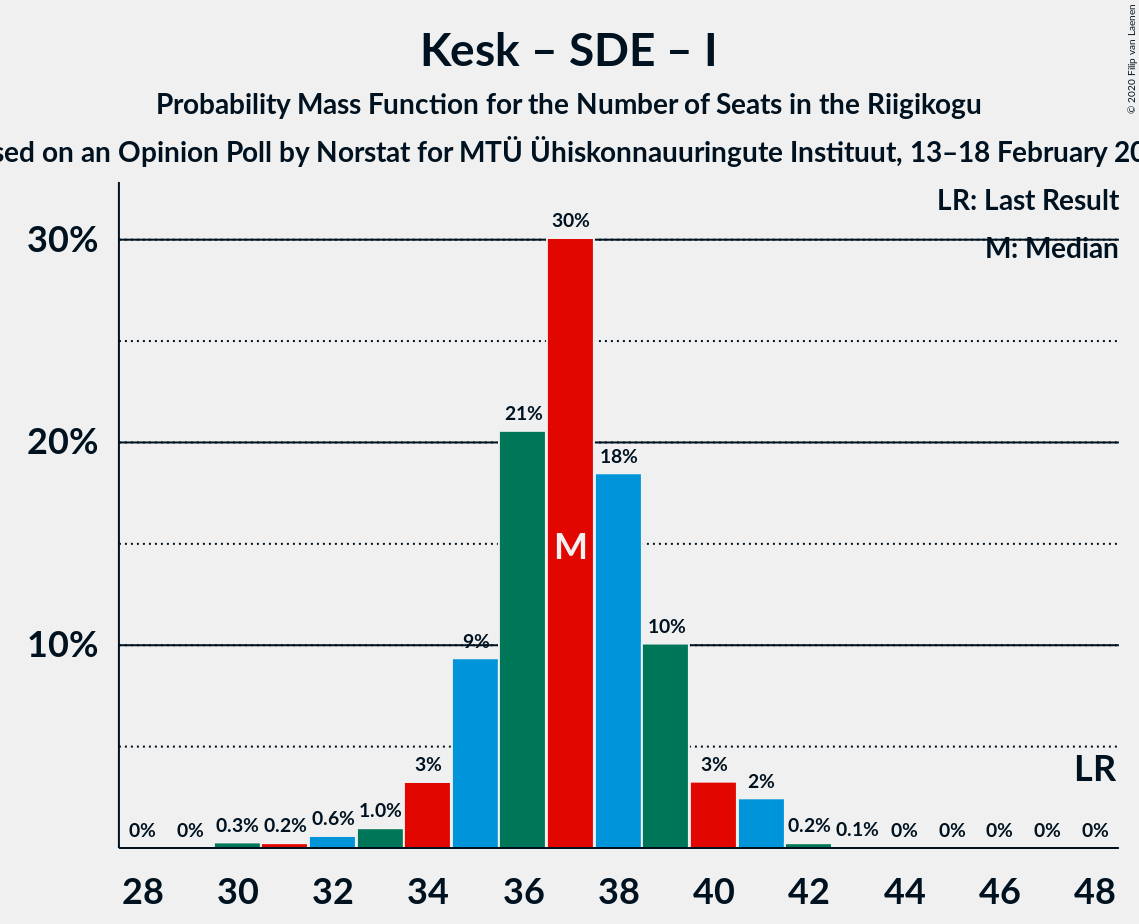 Kesk – SDE – I
Probability Mass Function for the Number of Seats in the Riigikogu
sed on an Opinion Poll by Norstat for MTÜ Ühiskonnauuringute Instituut, 13–18 February 20
© 2020 Filip van Laenen
LR: Last Result
M: Median
30%
20%
10%
0% 0% 0.3% 0.2% 0.6% 1.0% 3% 9% 21% 30% 18% 10% 3% 2% 0.2% 0.1% 0% 0% 0% 0% 0%
M
LR
28 30 32 34 36 38 40 42 44 46 48